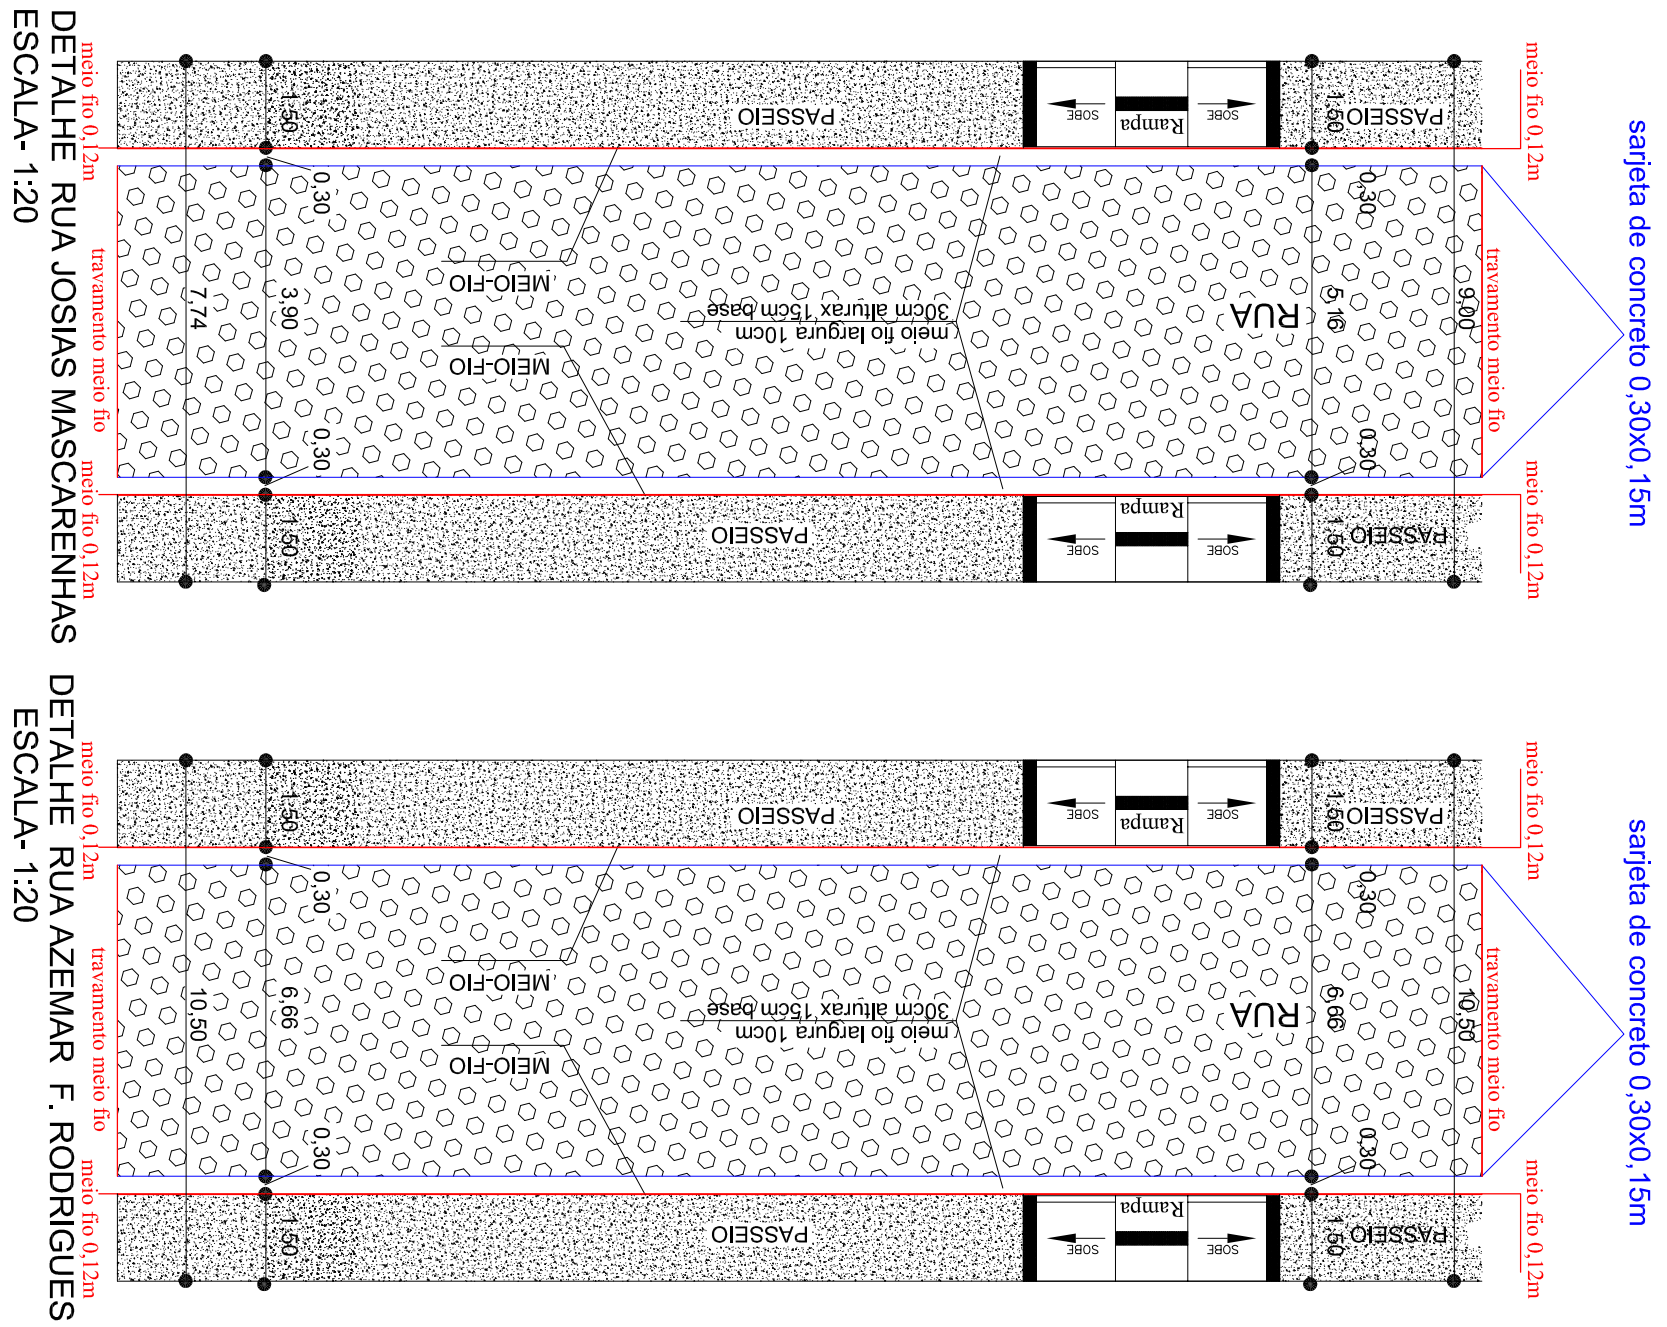 sarjeta de concreto 0,30x0,15m
meio fio 0,12m
travamento meio fio
meio fio 0,12m
9,00
PASSEIO
1,50
0,30
5,16
0,30
1,50
PASSEIO
RUA
SOBE
Rampa
SOBE
SOBE
Rampa
SOBE
PASSEIO
PASSEIO
meio fio largura 10cm
30cm alturax 15cm base
MEIO-FIO
MEIO-FIO
1,50
0,30
3,90
0,30
1,50
7,74
meio fio 0,12m
travamento meio fio
meio fio 0,12m
DETALHE RUA JOSIAS MASCARENHAS
ESCALA- 1:20
sarjeta de concreto 0,30x0,15m
meio fio 0,12m
travamento meio fio
meio fio 0,12m
10,50
PASSEIO
1,50
0,30
6,66
0,30
1,50
PASSEIO
RUA
SOBE
Rampa
SOBE
SOBE
Rampa
SOBE
PASSEIO
PASSEIO
meio fio largura 10cm
30cm alturax 15cm base
MEIO-FIO
MEIO-FIO
1,50
0,30
6,66
0,30
1,50
10,50
meio fio 0,12m
travamento meio fio
meio fio 0,12m
DETALHE RUA AZEMAR F. RODRIGUES
ESCALA- 1:20